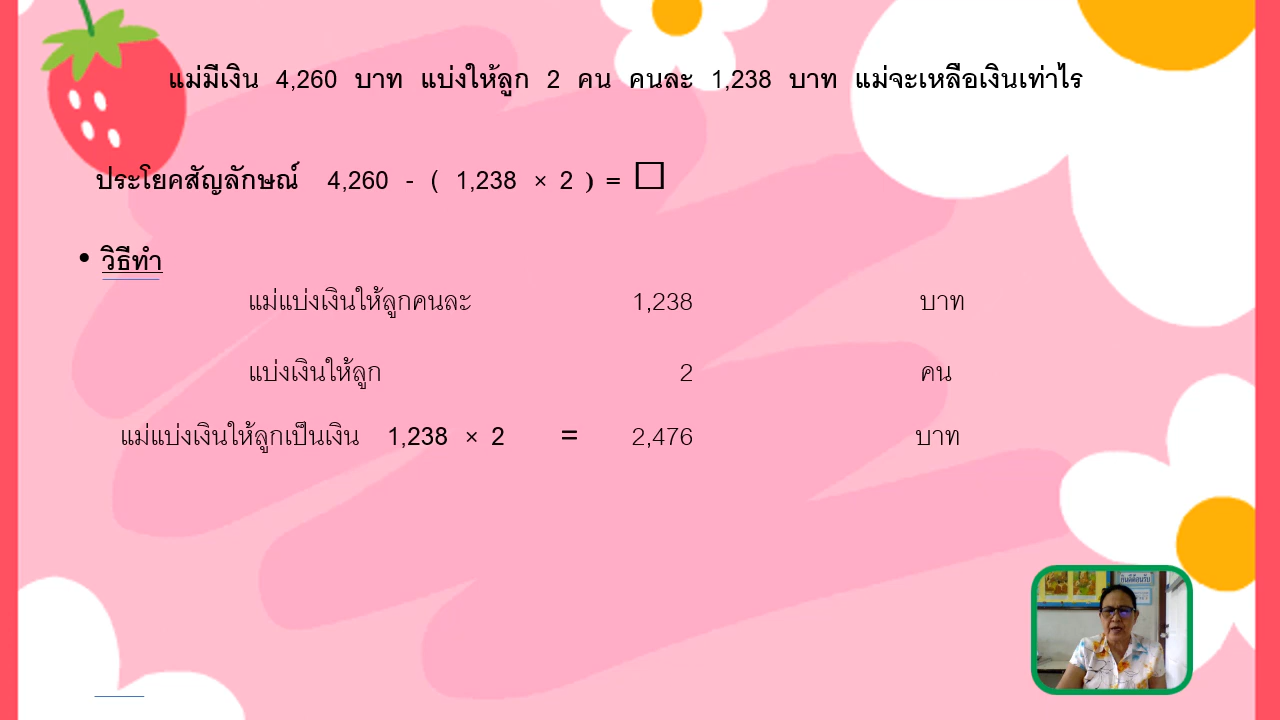 แม่มีเงิน 4,260 บาท แบ่งให้ลูก 2 คน คนละ 1,238 บาท แม่จะเหลือเงินเท่าไร
ประโยคสัญลักษณ์ 4,260 - ( 1,238 × 2 ) = □
• วิธีทำ
แม่แบ่งเงินให้ลูกคนละ 1,238 บาท
แบ่งเงินให้ลูก 2 คน
แม่แบ่งเงินให้ลูกเป็นเงิน 1,238 × 2 = 2,476 บาท